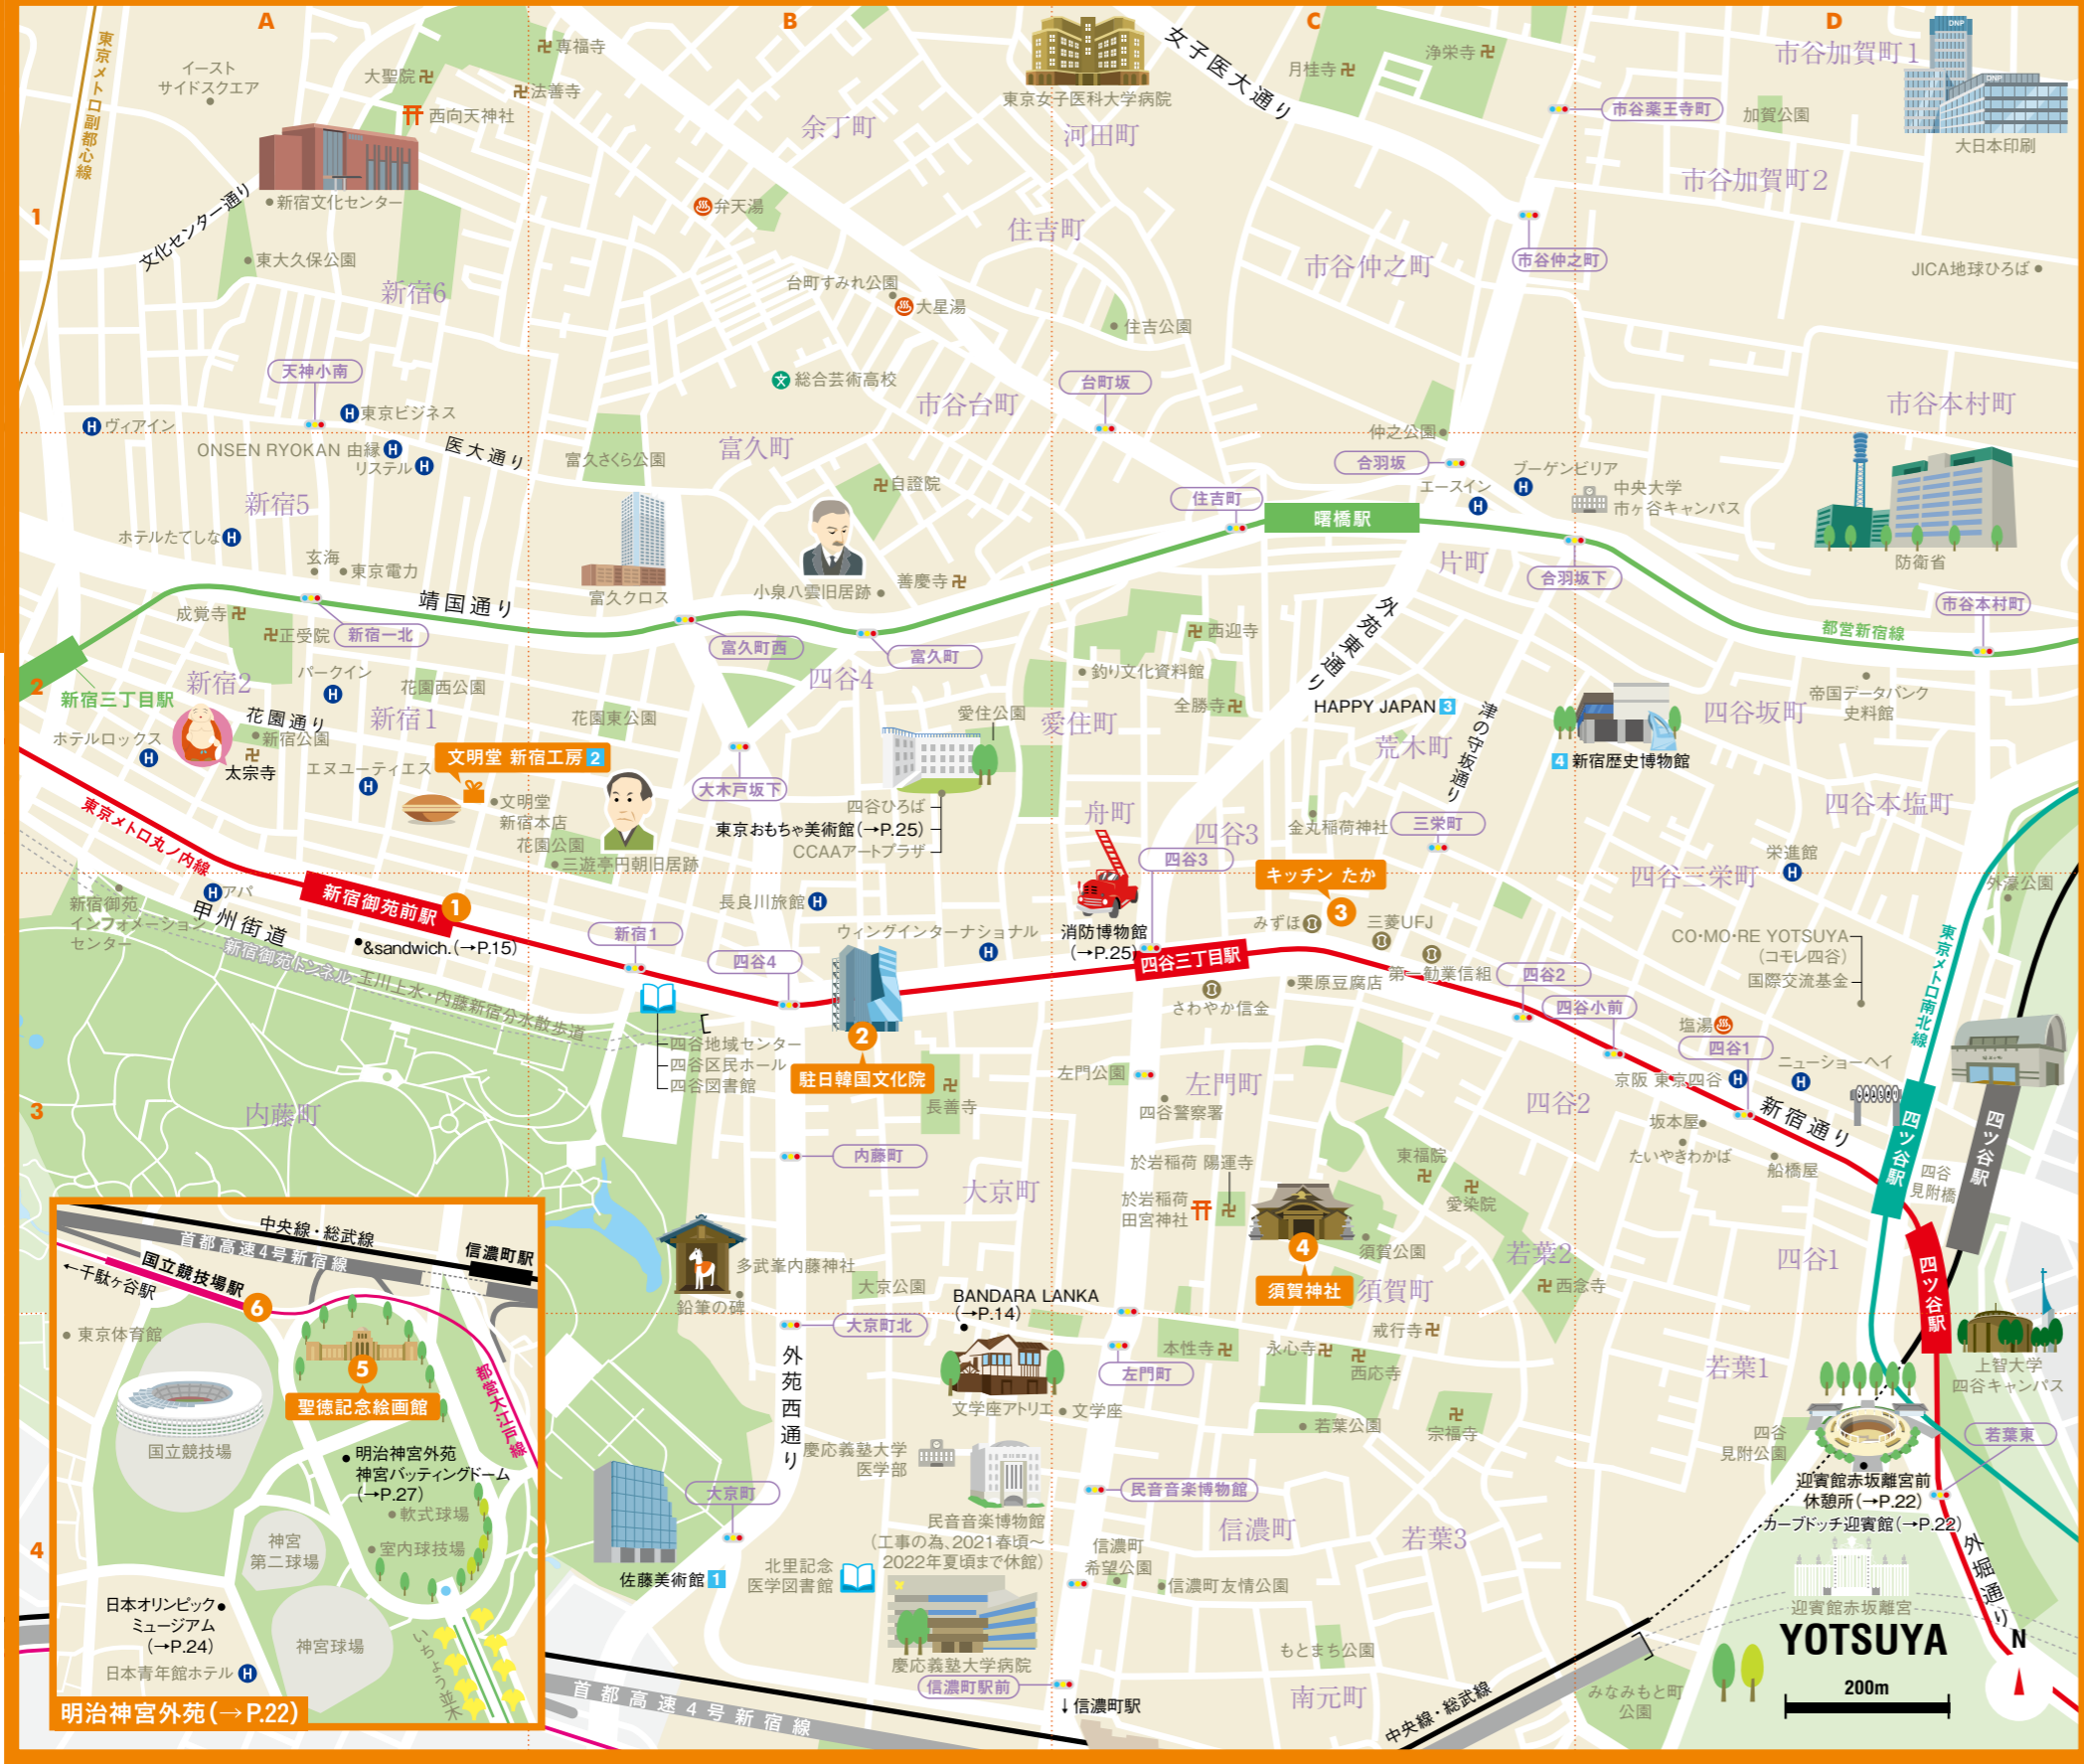 A
B
C
D
1
2
3
4
東京メトロ副都心線
イースト
サイドスクエア
大聖院
専福寺
法善寺
西向天神社
新宿文化センター
文化センター通り
東大久保公園
新宿6
余丁町
東京女子医科大学病院
河田町
女子医大通り
月桂寺
浄栄寺
市谷薬王寺町
市谷加賀町1
加賀公園
DNP
DNP
大日本印刷
市谷加賀町2
弁天湯
住吉町
市谷仲之町
市谷仲之町
JICA地球ひろば
台町すみれ公園
大星湯
住吉公園
天神小南
H 東京ビジネス
H ヴィアイン
文 総合芸術高校
市谷台町
台町坂
市谷本村町
ONSEN RYOKAN 由縁 H
リステル H
医大通り
富久さくら公園
富久町
仲之公園
合羽坂
エースイン
H
ブーゲンビリア
H
中央大学
市ヶ谷キャンパス
新宿5
自證院
住吉町
曙橋駅
ホテルたてしな H
玄海
東京電力
富久クロス
小泉八雲旧居跡
善慶寺
片町
合羽坂下
防衛省
市谷本村町
成覚寺
正受院
新宿一北
靖国通り
富久町西
富久町
西迎寺
外苑東通り
都営新宿線
新宿三丁目駅
新宿2
パークイン
H
花園西公園
四谷4
釣り文化資料館
全勝寺
HAPPY JAPAN 3
津の守坂通り
帝国データバンク
史料館
四谷坂町
花園通り
新宿公園
新宿1
花園東公園
愛住公園
愛住町
荒木町
4 新宿歴史博物館
ホテルロックス
H
太宗寺
エヌユーティエス
H
文明堂 新宿工房 2
文明堂
新宿本店
花園公園
三遊亭円朝旧居跡
大木戸坂下
四谷ひろば
東京おもちゃ美術館(→P.25)
CCAAアートプラザ
舟町
四谷3
四谷3
金丸稲荷神社
三栄町
四谷本塩町
東京メトロ丸ノ内線
四谷三栄町
栄進館
H
外濠公園
新宿御苑
インフォメーション
センター
H アパ
甲州街道
新宿御苑前駅 1
&sandwich.(→P.15)
新宿御苑トンネル
玉川上水・内藤新宿分水散歩道
新宿1
長良川旅館 H
四谷4
ウィングインターナショナル
H
消防博物館
(→P.25)
四谷三丁目駅
キッチン たか
3
みずほ
三菱UFJ
栗原豆腐店
第一勧業信組
さわやか信金
四谷2
四谷小前
CO・MO・RE YOTSUYA
(コモレ四谷)
国際交流基金
東京メトロ南北線
四谷地域センター
四谷区民ホール
四谷図書館
2
駐日韓国文化院
長善寺
左門公園
左門町
四谷警察署
塩湯
四谷1
京阪 東京四谷 H
ニューショーヘイ
H
新宿通り
四谷2
坂本屋
たいやきわかば
船橋屋
四ツ谷駅
四ツ谷駅
四谷
見附橋
内藤町
内藤町
大京町
於岩稲荷 陽運寺
於岩稲荷
田宮神社
東福院
愛染院
須賀公園
4
須賀神社
須賀町
若葉2
西念寺
四谷1
四ツ谷駅
多武峯内藤神社
鉛筆の碑
大京公園
大京町北
BANDARA LANKA
(→P.14)
文学座アトリエ
文学座
左門町
本性寺
永心寺
戒行寺
西応寺
若葉公園
宗福寺
若葉1
上智大学
四谷キャンパス
若葉東
四谷
見附公園
迎賓館赤坂離宮前
休憩所(→P.22)
カーブドッチ迎賓館(→P.22)
外堀通り
迎賓館赤坂離宮
外苑西通り
慶応義塾大学
医学部
大京町
佐藤美術館 1
民音音楽博物館
(工事の為、2021春頃〜
2022年夏頃まで休館)
民音音楽博物館
信濃町
若葉3
信濃町
希望公園
信濃町友情公園
北里記念
医学図書館
慶応義塾大学病院
信濃町駅前
↓信濃町駅
もとまち公園
南元町
中央線・総武線
みなみもと町
公園
首都高速4号新宿線
YOTSUYA
200m
N
中央線・総武線
首都高速4号新宿線
信濃町駅
国立競技場駅
←千駄ヶ谷駅
6
東京体育館
5
聖徳記念絵画館
都営大江戸線
国立競技場
明治神宮外苑
神宮バッティングドーム
(→P.27)
軟式球場
室内球技場
神宮
第二球場
日本オリンピック
ミュージアム
(→P.24)
神宮球場
いちょう並木
日本青年館ホテル H
明治神宮外苑(→P.22)